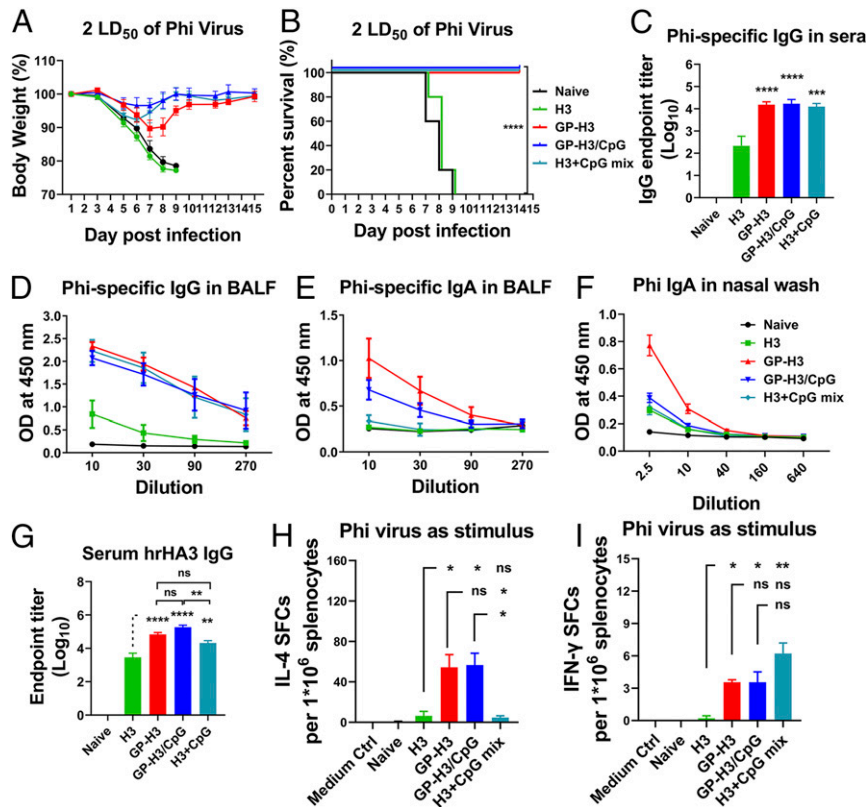 A
2 LD50 of Phi Virus
Body Weight (%)
110
100
90
80
70
1 2 3 4 5 6 7 8 9 10 11 12 13 14 15
Day post infection
B
2 LD50 of Phi Virus
Percent survival (%)
100
80
60
40
20
0
0 1 2 3 4 5 6 7 8 9 10 11 12 13 14 15
Day post infection
****
Naive
H3
GP-H3
GP-H3/CpG
H3+CpG mix
C
Phi-specific IgG in sera
IgG endpoint titer
(Log10)
6
5
4
3
2
1
0
****
****
***
Naive
H3
GP-H3
GP-H3/CpG
H3+CpG
D
Phi-specific IgG in BALF
OD at 450 nm
3.0
2.5
2.0
1.5
1.0
0.5
0.0
10 30 90 270
Dilution
E
Phi-specific IgA in BALF
OD at 450 nm
1.5
1.0
0.5
0.0
10 30 90 270
Dilution
F
Phi IgA in nasal wash
OD at 450 nm
1.0
0.8
0.6
0.4
0.2
0.0
2.5 10 40 160 640
Dilution
Naive
H3
GP-H3
GP-H3/CpG
H3+CpG mix
G
Serum hrHA3 IgG
Endpoint titer
(Log10)
8
6
4
2
0
ns
ns **
**** **** **
Naive
H3
GP-H3
GP-H3/CpG
H3+CpG
H
Phi virus as stimulus
IL-4 SFCs
per 1*10^6 splenocytes
160
120
80
40
0
* * ns
ns *
*
Medium Ctrl
Naive
H3
GP-H3
GP-H3/CpG
H3+CpG mix
I
Phi virus as stimulus
IFN-γ SFCs
per 1*10^6 splenocytes
15
12
9
6
3
0
* * **
ns ns
ns
Medium Ctrl
Naive
H3
GP-H3
GP-H3/CpG
H3+CpG mix